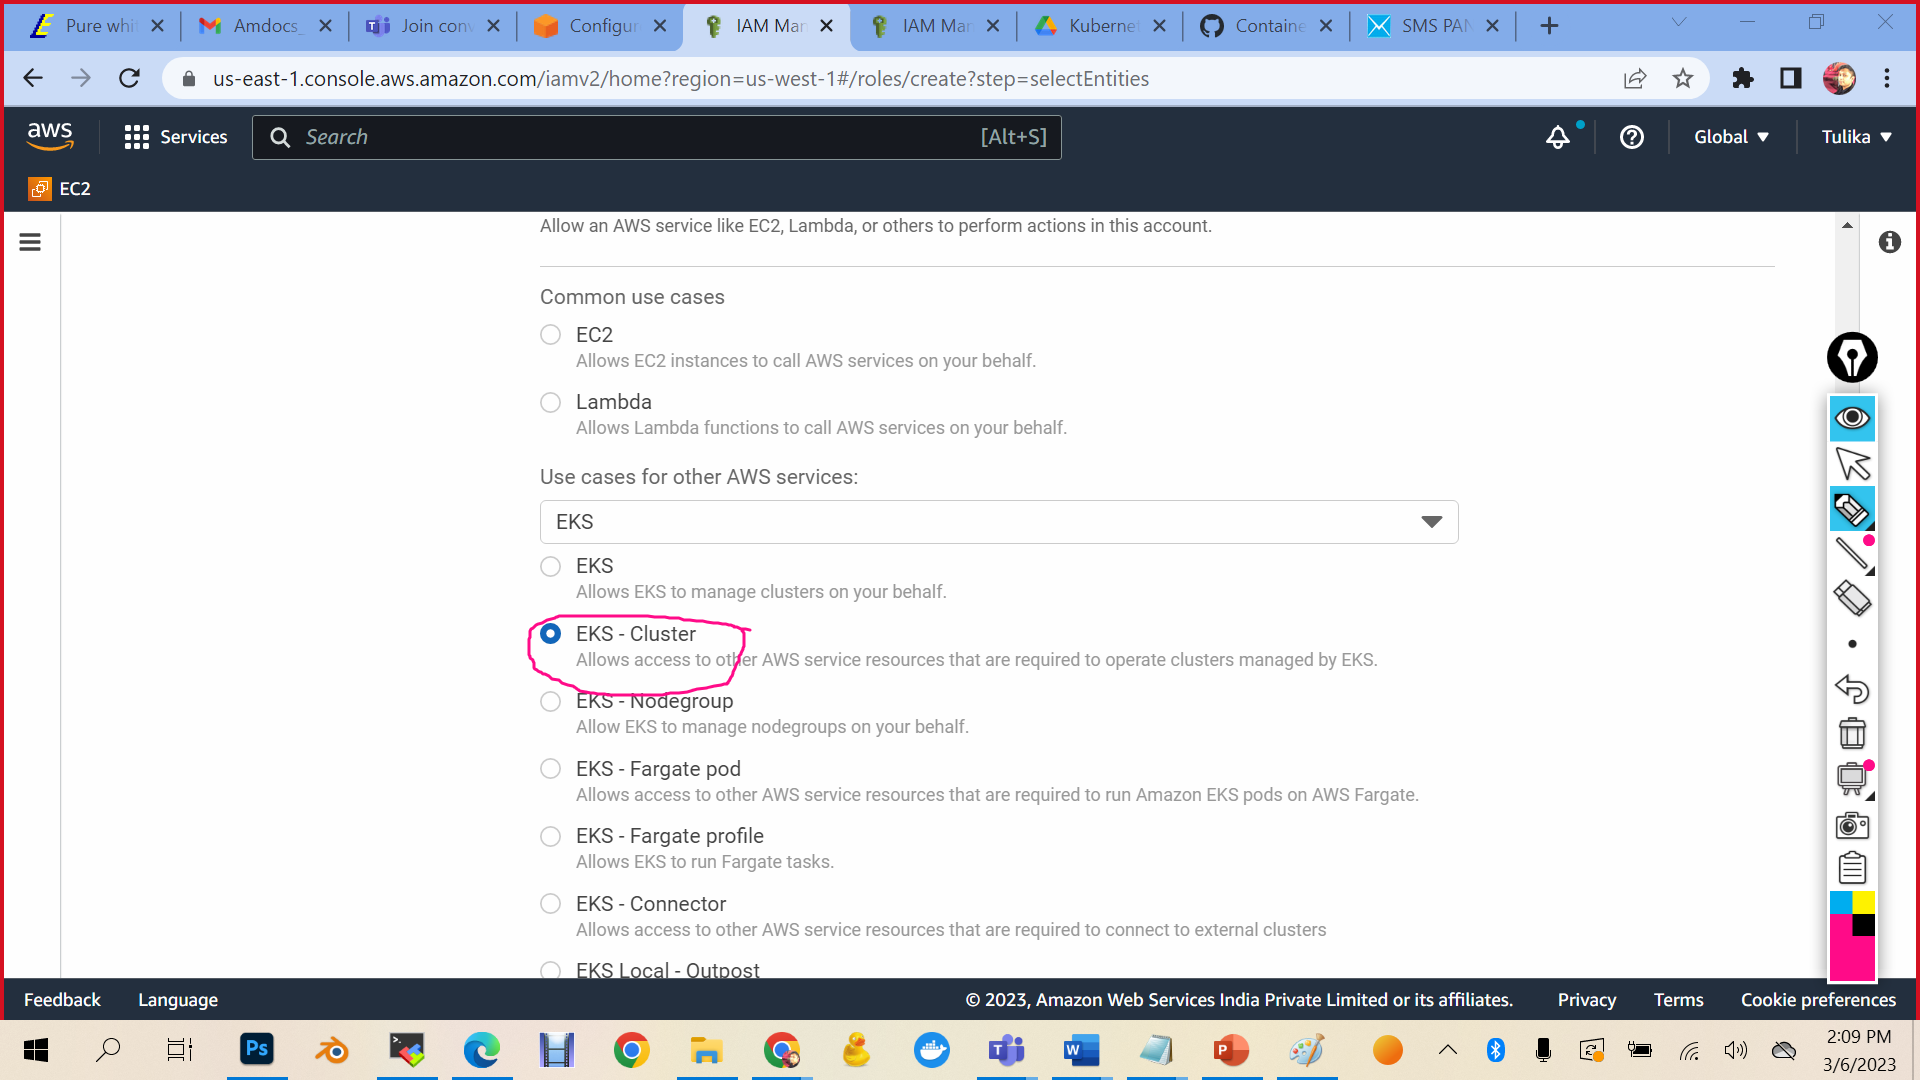 Pure whi
Amdocs_
Join conv
Configur
IAM Man
IAM Man
Kubernet
Containe
SMS PAN
us-east-1.console.aws.amazon.com/iamv2/home?region=us-west-1#/roles/create?step=selectEntities
aws
Services
Search
[Alt+S]
Global
Tulika
EC2
Allow an AWS service like EC2, Lambda, or others to perform actions in this account.
Common use cases
EC2
Allows EC2 instances to call AWS services on your behalf.
Lambda
Allows Lambda functions to call AWS services on your behalf.
Use cases for other AWS services:
EKS
EKS
Allows EKS to manage clusters on your behalf.
EKS - Cluster
Allows access to other AWS service resources that are required to operate clusters managed by EKS.
EKS - Nodegroup
Allow EKS to manage nodegroups on your behalf.
EKS - Fargate pod
Allows access to other AWS service resources that are required to run Amazon EKS pods on AWS Fargate.
EKS - Fargate profile
Allows EKS to run Fargate tasks.
EKS - Connector
Allows access to other AWS service resources that are required to connect to external clusters
EKS Local - Outpost
Feedback
Language
© 2023, Amazon Web Services India Private Limited or its affiliates.
Privacy
Terms
Cookie preferences
Ps
2:09 PM
3/6/2023